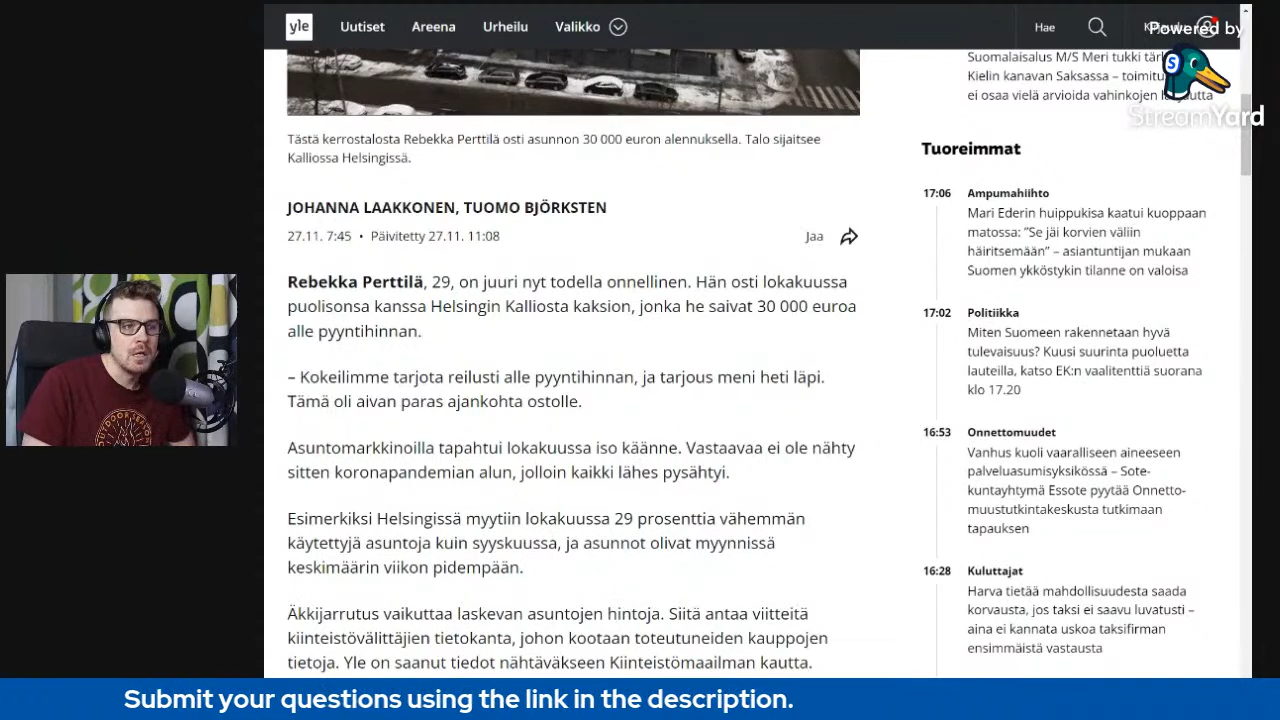 yle
Uutiset
Areena
Urheilu
Valikko
Hae
Powered by
StreamYard
Suomalaisalus M/S Meri tukki
Kielin kanavan Saksassa –
ei osaa vielä arvioida vahinkojen
Tästä kerrostalosta Rebekka Perttilä osti asunnon 30 000 euron alennuksella. Talo sijaitsee
Kalliossa Helsingissä.
JOHANNA LAAKKONEN, TUOMO BJÖRKSTEN
27.11. 7:45 • Päivitetty 27.11. 11:08
Jaa
Rebekka Perttilä, 29, on juuri nyt todella onnellinen. Hän osti lokakuussa
puolisonsa kanssa Helsingin Kalliosta kaksion, jonka he saivat 30 000 euroa
alle pyyntihinnan.
– Kokeilimme tarjota reilusti alle pyyntihinnan, ja tarjous meni heti läpi.
Tämä oli aivan paras ajankohta ostolle.
Asuntomarkkinoilla tapahtui lokakuussa iso käänne. Vastaavaa ei ole nähty
sitten koronapandemian alun, jolloin kaikki lähes pysähtyi.
Esimerkiksi Helsingissä myytiin lokakuussa 29 prosenttia vähemmän
käytettyjä asuntoja kuin syyskuussa, ja asunnot olivat myynnissä
keskimäärin viikon pidempään.
Äkkijarrutus vaikuttaa laskevan asuntojen hintoja. Siitä antaa viitteitä
kiinteistövälittäjien tietokanta, johon kootaan toteutuneiden kauppojen
tietoja. Yle on saanut tiedot nähtäväkseen Kiinteistömaailman kautta.
Tuoreimmat
17:06
Ampumahiihto
Mari Ederin huippukisa kaatui kuoppaan
matossa: ”Se jäi korvien väliin
häiritsemään” – asiantuntijan mukaan
Suomen ykköstykin tilanne on valoisa
17:02
Politiikka
Miten Suomeen rakennetaan hyvä
tulevaisuus? Kuusi suurinta puoluetta
lauteilla, katso EK:n vaalitenttiä suorana
klo 17.20
16:53
Onnettomuudet
Vanhus kuoli vaaralliseen aineeseen
palveluasumisyksikössä – Sote-
kuntayhtymä Essote pyytää Onnetto-
muustutkintakeskusta tutkimaan
tapauksen
16:28
Kuluttajat
Harva tietää mahdollisuudesta saada
korvausta, jos taksi ei saavu luvatusti –
aina ei kannata uskoa taksifirman
ensimmäistä vastausta
Submit your questions using the link in the description.